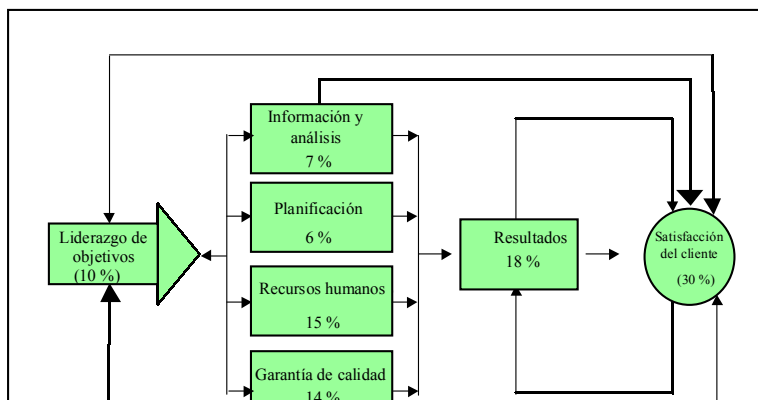 Información y
análisis
7 %
Planificación
6 %
Liderazgo de
objetivos
(10 %)
Resultados
18 %
Satisfacción
del cliente
(30 %)
Recursos humanos
15 %
Garantía de calidad
14 %